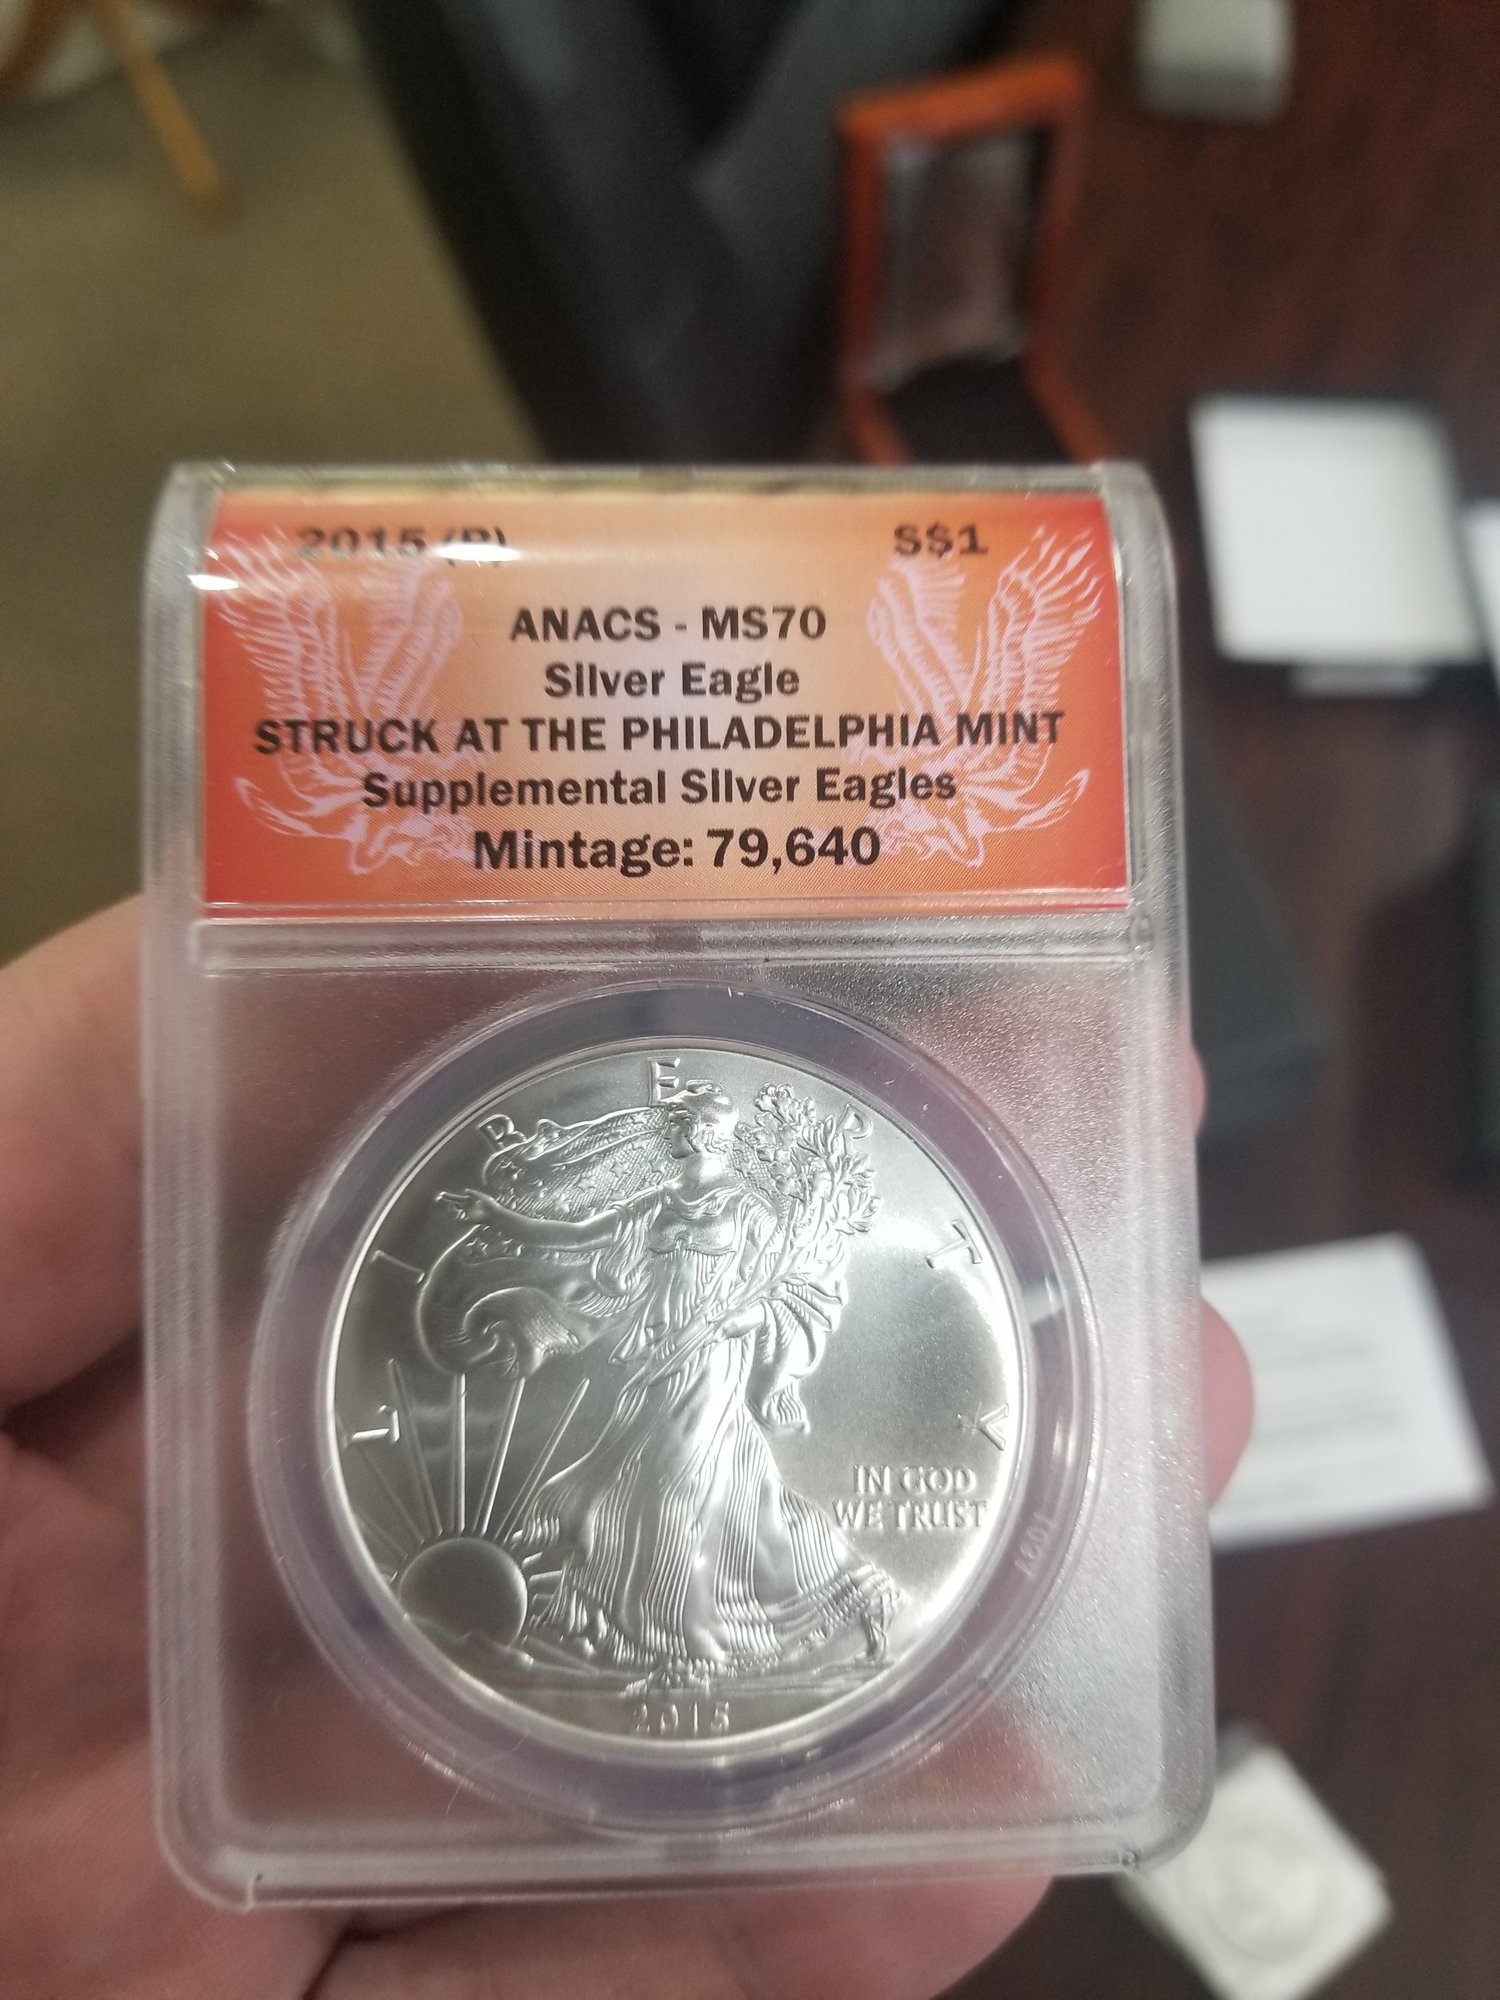 2015 (P) S$1
ANACS - MS70
Silver Eagle
STRUCK AT THE PHILADELPHIA MINT
Supplemental Silver Eagles
Mintage: 79,640
LIBERTY
IN GOD
WE TRUST
2015